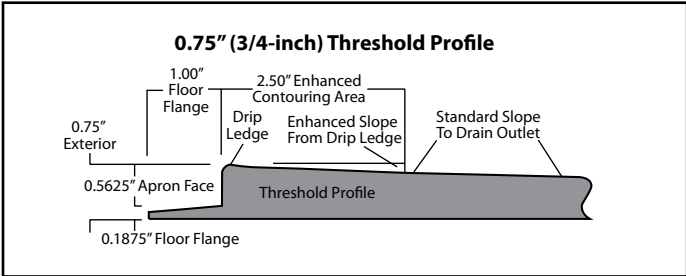 0.75” (3/4-inch) Threshold Profile
1.00”
Floor
Flange
2.50” Enhanced
Contouring Area
0.75”
Exterior
Drip
Ledge
Enhanced Slope
From Drip Ledge
Standard Slope
To Drain Outlet
0.5625” Apron Face
Threshold Profile
0.1875” Floor Flange